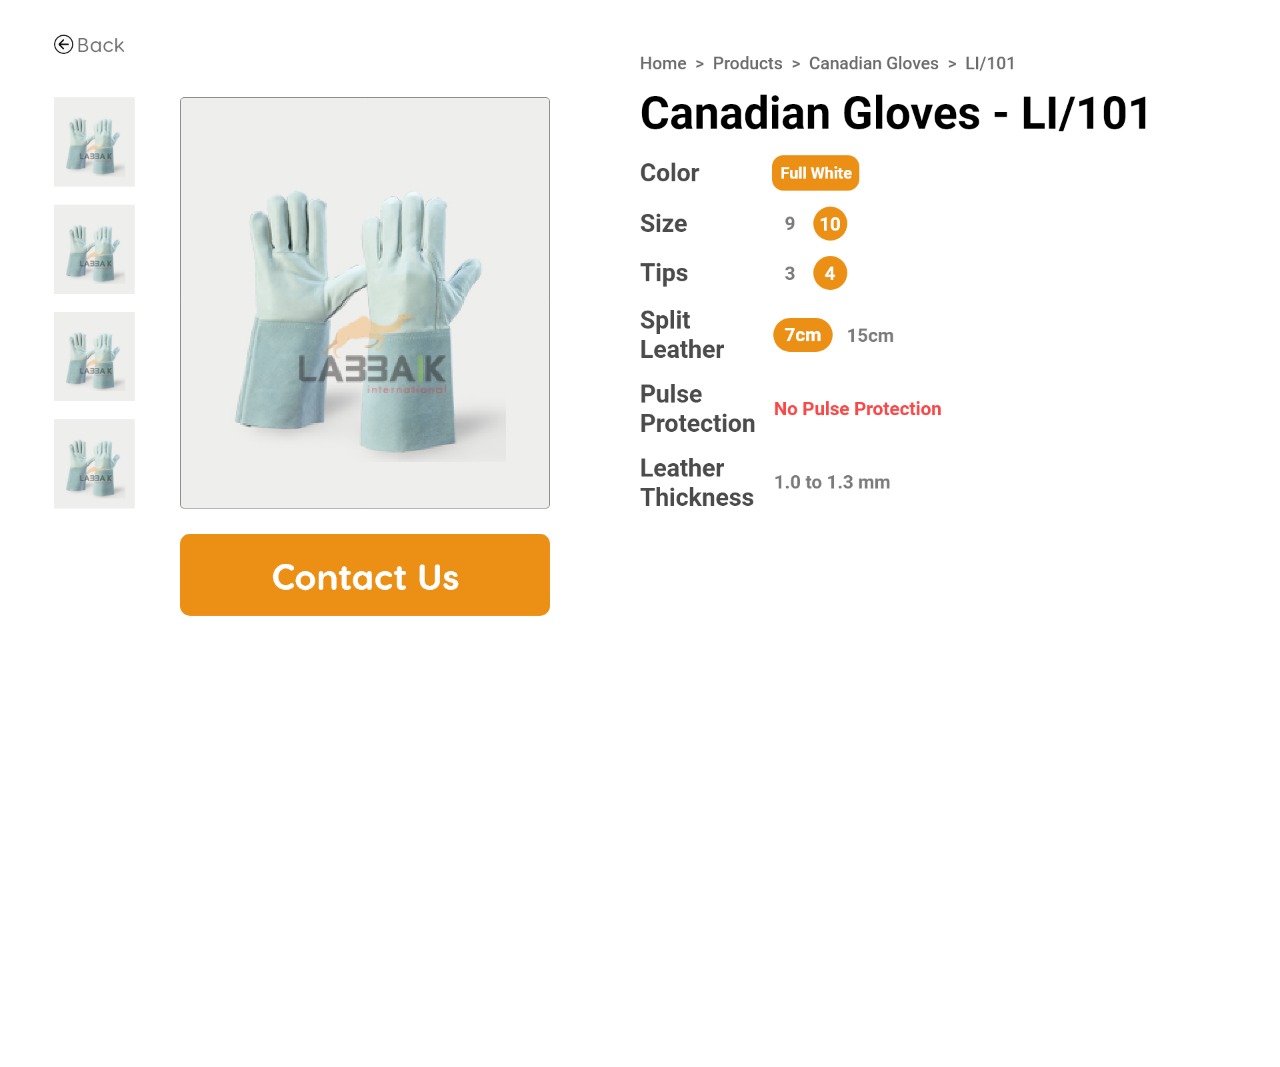 Back
Home > Products > Canadian Gloves > LI/101
Canadian Gloves - LI/101
Color
Full White
Size
9 10
Tips
3 4
Split
Leather
7cm 15cm
Pulse
Protection
No Pulse Protection
Leather
Thickness
1.0 to 1.3 mm
LABBAIK
international
Contact Us